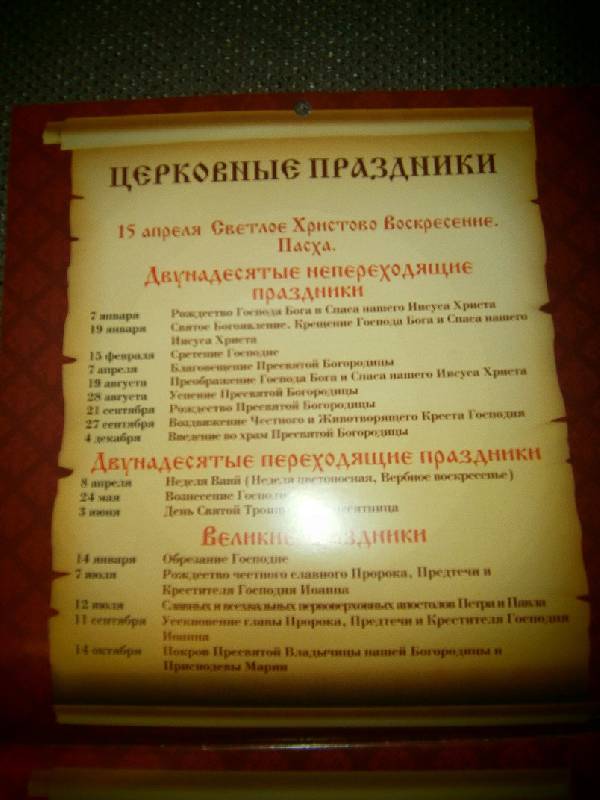 ЦЕРКОВНЫЕ ПРАЗДНИКИ
15 апреля Светлое Христово Воскресение.
Пасха.
Двунадесятые непереходящие
праздники
7 января Рождество Господа Бога и Спаса нашего Иисуса Христа
19 января Святое Богоявление. Крещение Господа Бога и Спаса нашего
Иисуса Христа
15 февраля Сретение Господне
7 апреля Благовещение Пресвятой Богородицы
19 августа Преображение Господа Бога и Спаса нашего Иисуса Христа
28 августа Успение Пресвятой Богородицы
21 сентября Рождество Пресвятой Богородицы
27 сентября Воздвижение Честного и Животворящего Креста Господня
4 декабря Введение во храм Пресвятой Богородицы
Двунадесятые переходящие праздники
8 апреля Неделя Ваий (Неделя цветоносная, Вербное воскресенье)
24 мая Вознесение Господне
3 июня День Святой
Великие праздники
14 января Обрезание Господне
7 июля Рождество честного славного Пророка, Предтечи и
Крестителя Господня Иоанна
12 июля Славных и всехвальных первоверховных апостолов Петра и Павла
11 сентября Усекновение главы Пророка, Предтечи и Крестителя Господня
Иоанна
14 октября Покров Пресвятой Владычицы нашей Богородицы и
Приснодевы Марии